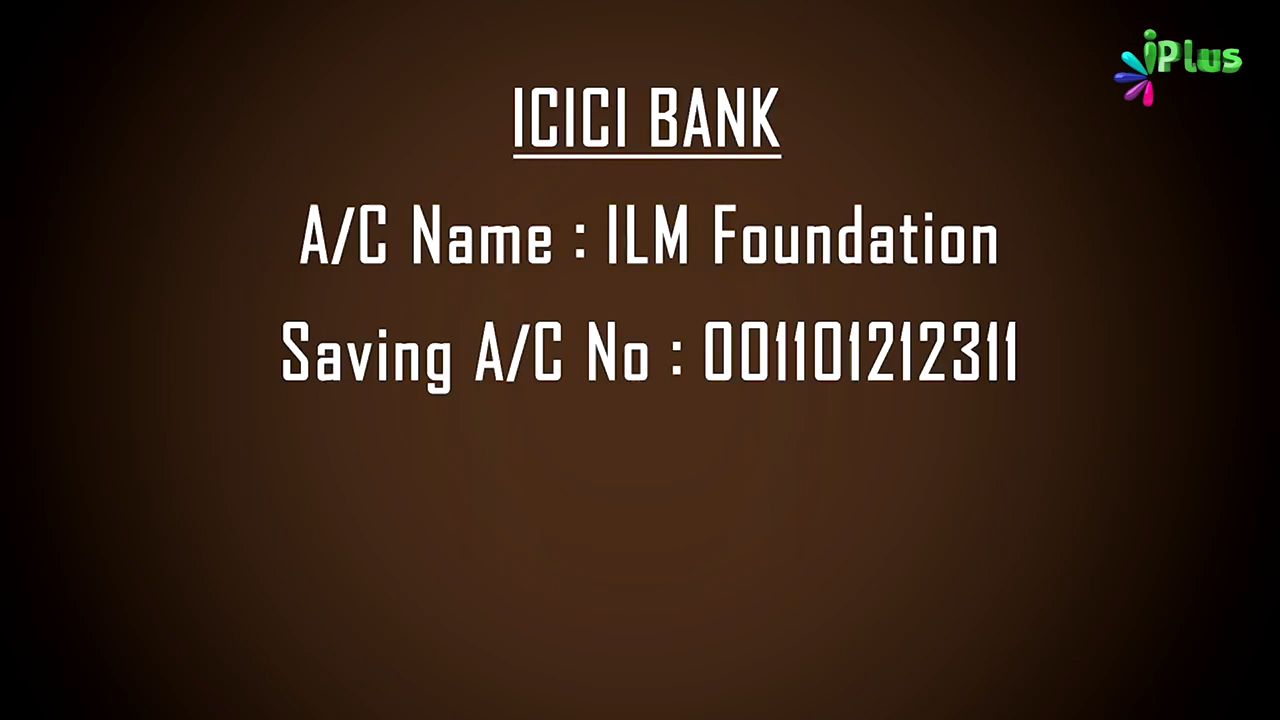 iPlus
ICICI BANK
A/C Name : ILM Foundation
Saving A/C No : 001101212311